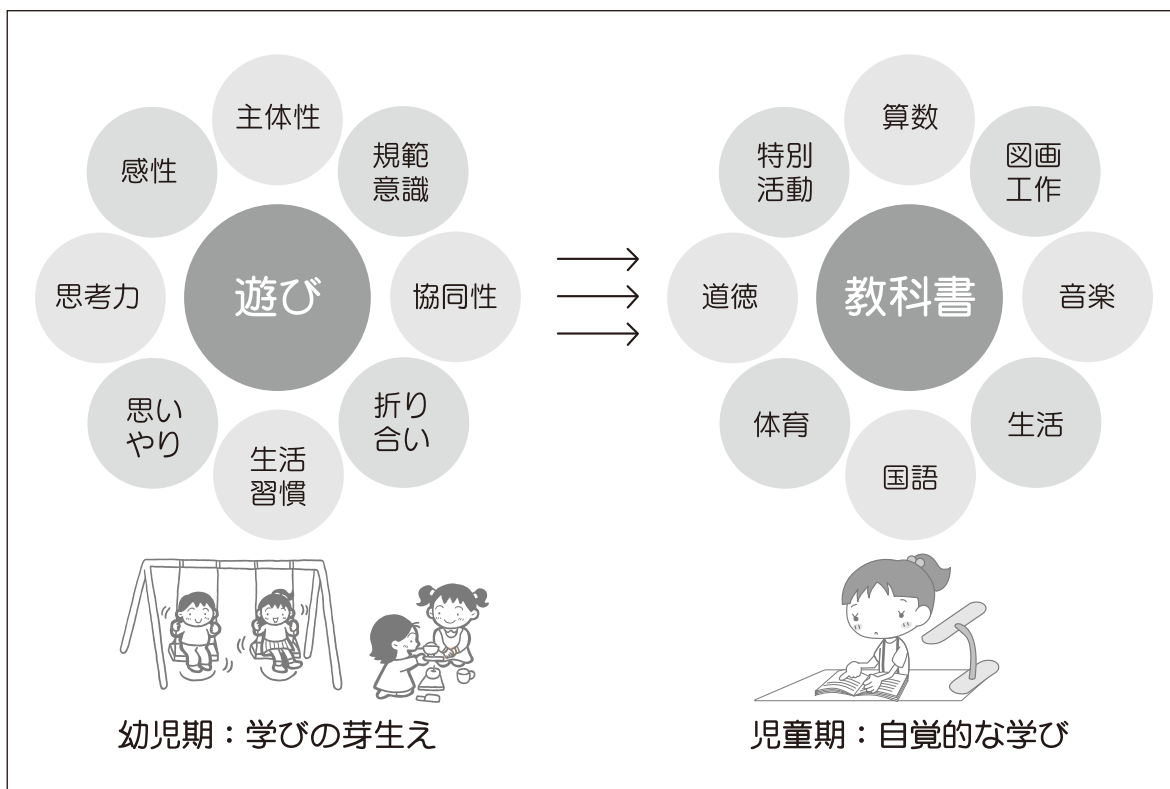 主体性
規範
意識
協同性
折り
合い
生活
習慣
思い
やり
思考力
感性
遊び
算数
図画
工作
音楽
生活
国語
体育
道徳
特別
活動
教科書
幼児期：学びの芽生え
児童期：自覚的な学び